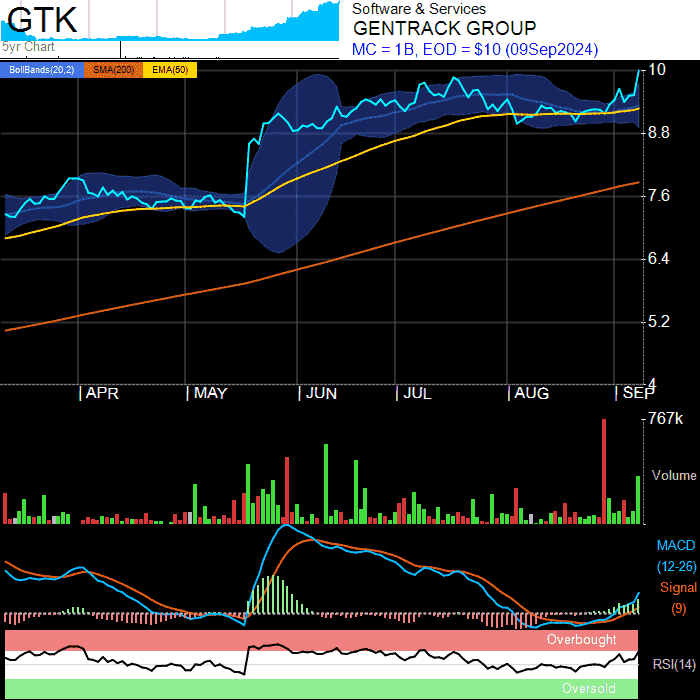 GTK
5yr Chart
Software & Services
GENTRACK GROUP
MC = 1B, EOD = $10 (09Sep2024)
BollBands(20,2) SMA(200) EMA(50)
10
8.8
7.6
6.4
5.2
4
APR MAY JUN JUL AUG SEP
767k
Volume
MACD
(12-26)
Signal
(9)
Overbought
RSI(14)
Oversold